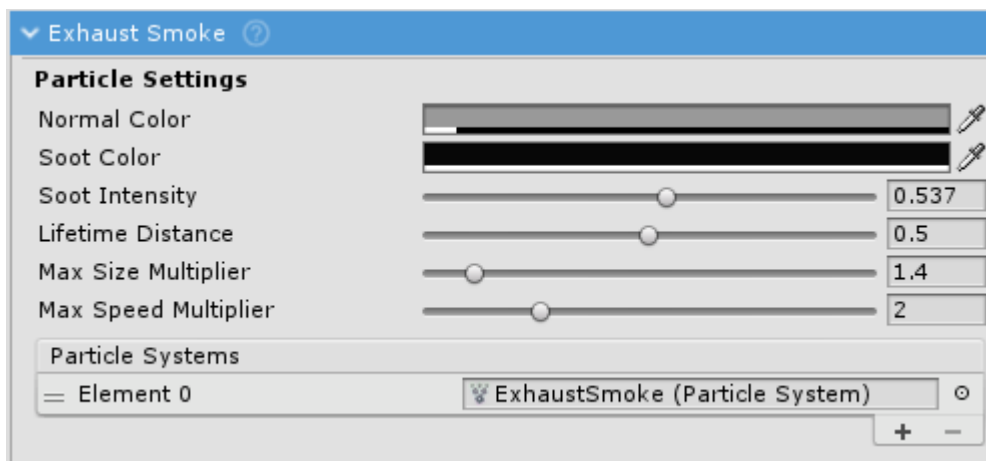 Exhaust Smoke ?
Particle Settings
Normal Color
Soot Color
Soot Intensity 0.537
Lifetime Distance 0.5
Max Size Multiplier 1.4
Max Speed Multiplier 2
Particle Systems
= Element 0 ExhaustSmoke (Particle System)
+ −